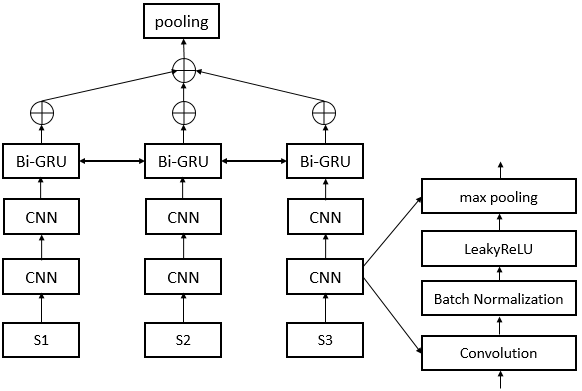 pooling
Bi-GRU Bi-GRU Bi-GRU
CNN CNN CNN
CNN CNN CNN
S1 S2 S3
max pooling
LeakyReLU
Batch Normalization
Convolution